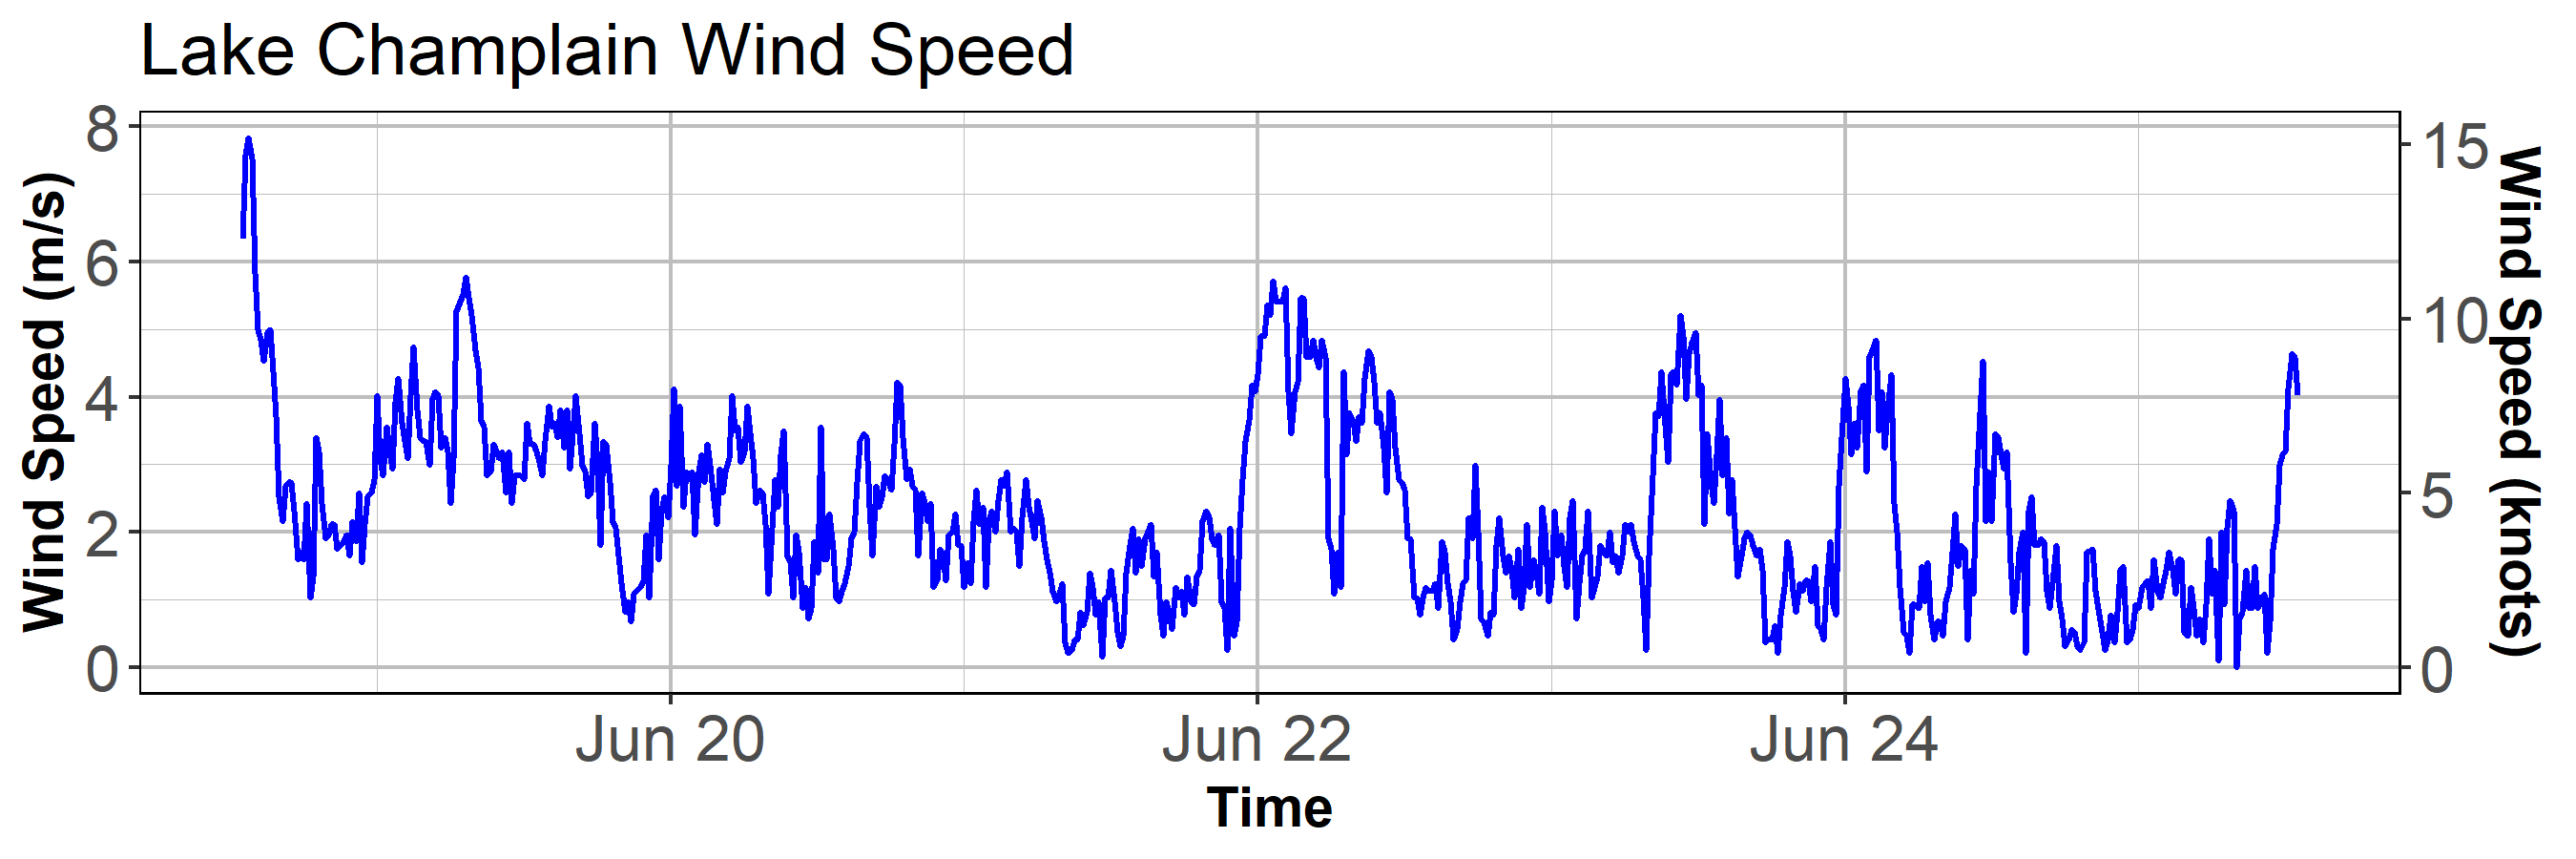 Lake Champlain Wind Speed
Wind Speed (m/s)
8
6
4
2
0
15
10
5
0
Wind Speed (knots)
Jun 20 Jun 22 Jun 24
Time